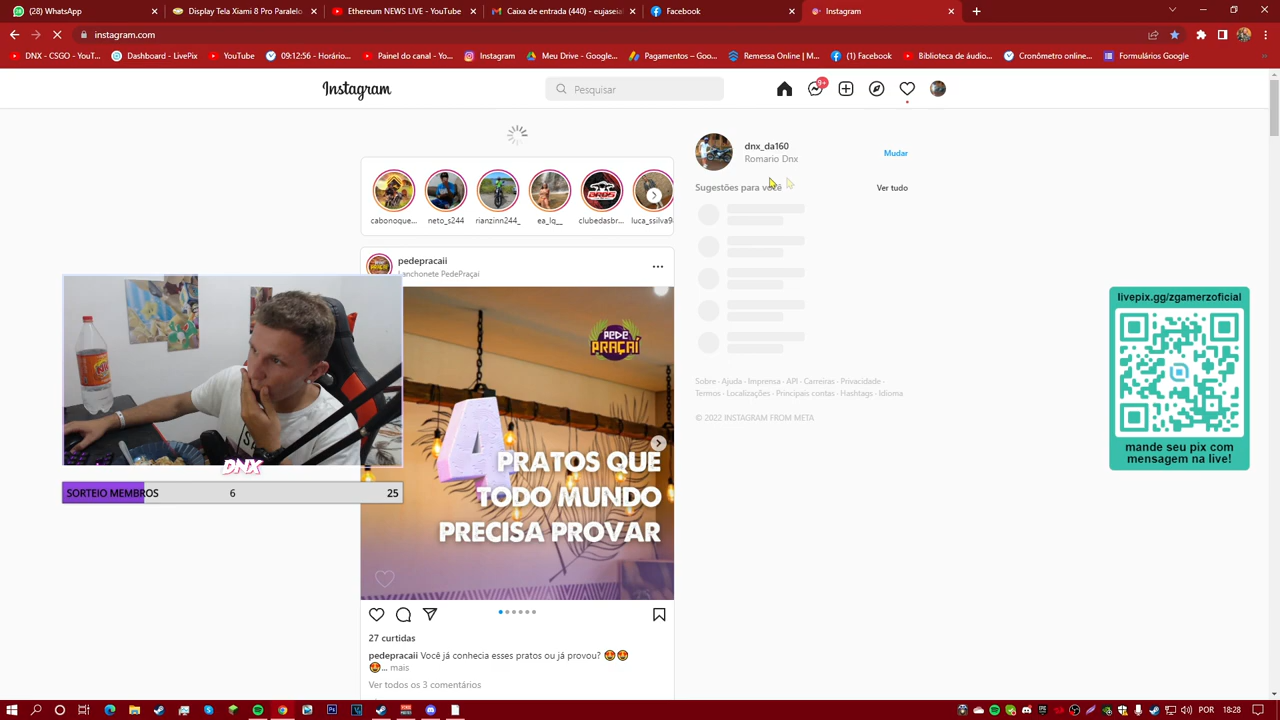 (28) WhatsApp
Display Tela Xiami 8 Pro Paralelo
Ethereum NEWS LIVE - YouTube
Caixa de entrada (440) - eujaseial
Facebook
Instagram
instagram.com
DNX - CSGO - YouT...
Dashboard - LivePix
YouTube
09:12:56 - Horário...
Painel do canal - Yo...
Instagram
Meu Drive - Google...
Pagamentos – Goo...
Remessa Online | M...
(1) Facebook
Biblioteca de áudio...
Cronômetro online...
Formulários Google
Instagram
Pesquisar
9+
cabonoque...
neto_s244
rianzinn244_
ea_lq__
clubedasbr...
luca_ssilva9
dnx_da160
Romario Dnx
Mudar
Sugestões para você
Ver tudo
Sobre · Ajuda · Imprensa · API · Carreiras · Privacidade ·
Termos · Localizações · Principais contas · Hashtags · Idioma
© 2022 INSTAGRAM FROM META
pedepracaii
Lanchonete PedePraçaí
PEDE
PRAÇAÍ
4
PRATOS QUE
TODO MUNDO
PRECISA PROVAR
DNX
SORTEIO MEMBROS 6 25
livepix.gg/zgamerzoficial
mande seu pix com
mensagem na live!
27 curtidas
pedepracaii Você já conhecia esses pratos ou já provou? 😍😍
😍... mais
Ver todos os 3 comentários
POR 18:28